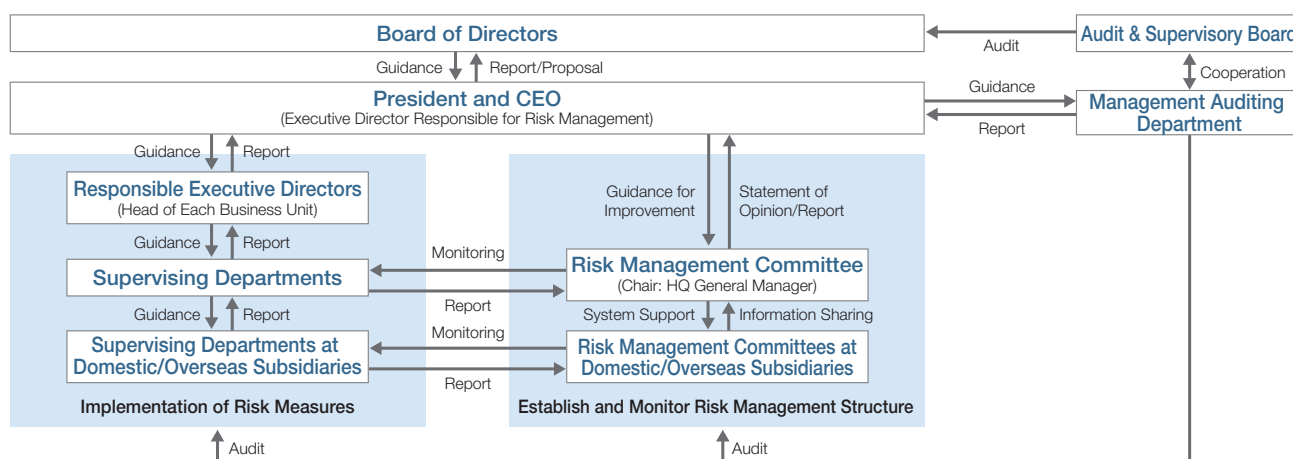 Board of Directors
Audit
Audit & Supervisory Board
Guidance
Report/Proposal
Cooperation
President and CEO
(Executive Director Responsible for Risk Management)
Guidance
Report
Management Auditing
Department
Guidance
Report
Responsible Executive Directors
(Head of Each Business Unit)
Guidance for
Improvement
Statement of
Opinion/Report
Guidance
Report
Supervising Departments
Monitoring
Report
Risk Management Committee
(Chair: HQ General Manager)
Guidance
Report
System Support
Information Sharing
Supervising Departments at
Domestic/Overseas Subsidiaries
Monitoring
Report
Risk Management Committees at
Domestic/Overseas Subsidiaries
Implementation of Risk Measures
Establish and Monitor Risk Management Structure
Audit
Audit